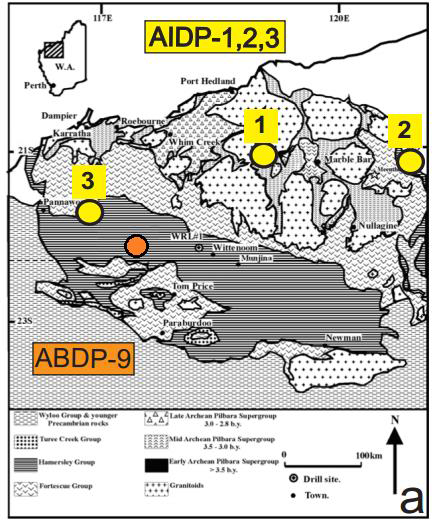 117°E 120°E
AIDP-1,2,3
W.A.
Perth
Port Hedland
Dampier
Roebourne
Karratha
Whim Creek
1
2
21S
Marble Bar
3
Pannawo
Nullagine
WRL#1
Wittenoom
Munjina
Tom Price
23S
Paraburdoo
Newman
ABDP-9
Wyloo Group & younger
Precambrian rocks
Turee Creek Group
Hamersley Group
Fortescue Group
Late Archean Pilbara Supergroup
3.0 - 2.8 b.y.
Mid Archean Pilbara Supergroup
3.5 - 3.0 b.y.
Early Archean Pilbara Supergroup
> 3.5 b.y.
Granitoids
0 100km
Drill site.
Town.
N
a